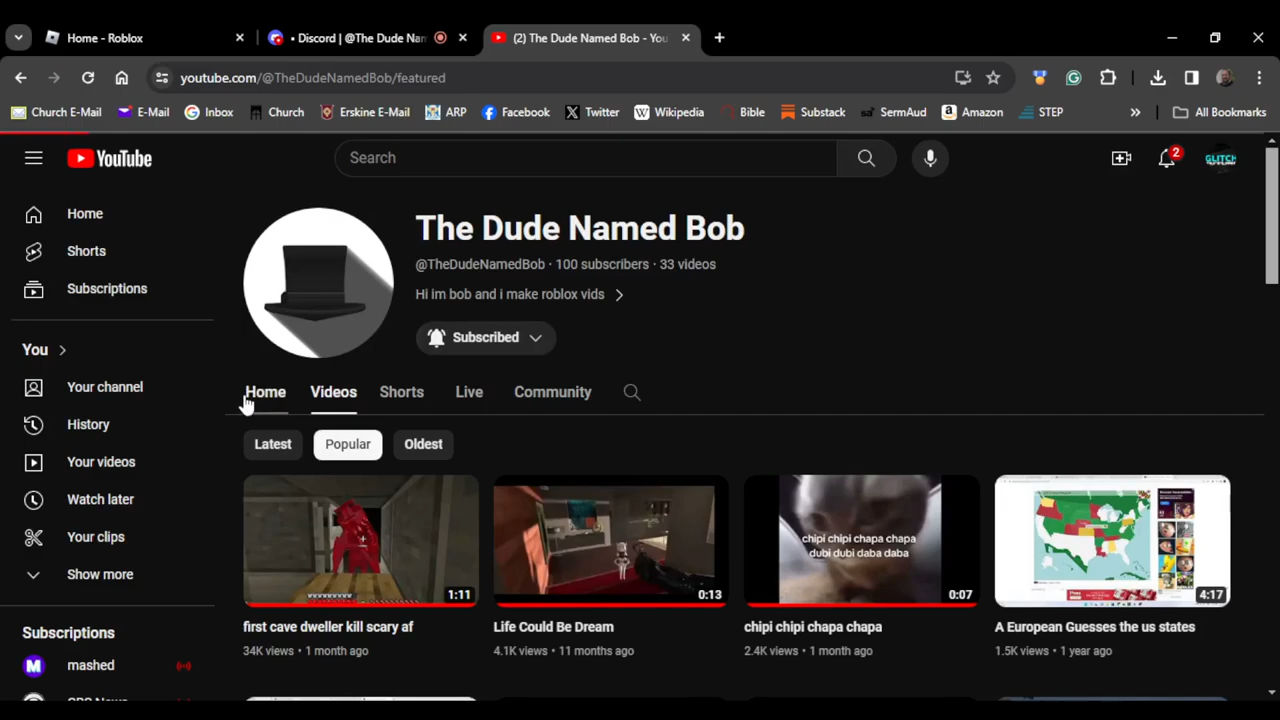 Home - Roblox
• Discord | @The Dude Nam
(2) The Dude Named Bob - You
youtube.com/@TheDudeNamedBob/featured
Church E-Mail
E-Mail
Inbox
Church
Erskine E-Mail
ARP
Facebook
Twitter
Wikipedia
Bible
Substack
sa SermAud
Amazon
STEP
»
All Bookmarks
YouTube
Search
2
GLITCH
Home
Shorts
Subscriptions
You
Your channel
History
Your videos
Watch later
Your clips
Show more
Subscriptions
M mashed
The Dude Named Bob
@TheDudeNamedBob · 100 subscribers · 33 videos
Hi im bob and i make roblox vids
Subscribed
Home Videos Shorts Live Community
Latest Popular Oldest
1:11
first cave dweller kill scary af
34K views · 1 month ago
0:13
Life Could Be Dream
4.1K views · 11 months ago
chipi chipi chapa chapa
dubi dubi daba daba
0:07
chipi chipi chapa chapa
2.4K views · 1 month ago
4:17
A European Guesses the us states
1.5K views · 1 year ago